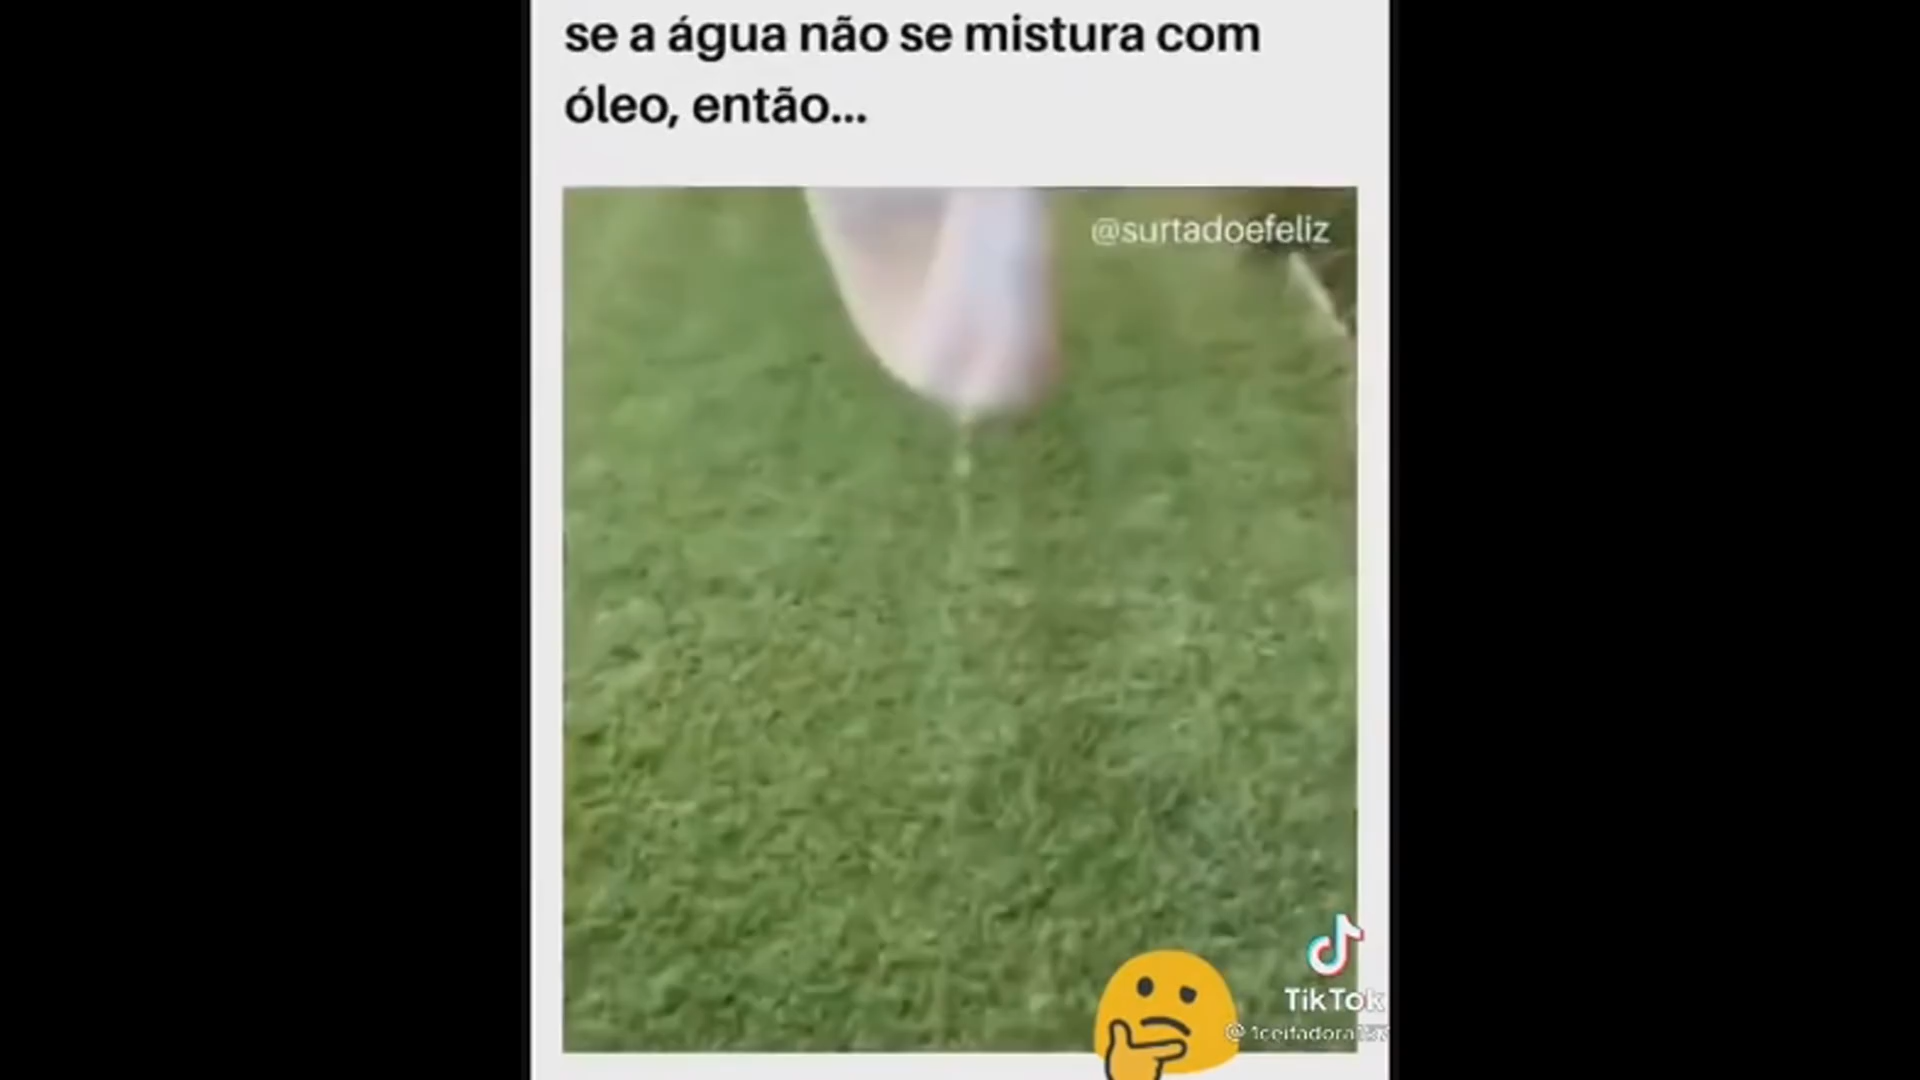 se a água não se mistura com
óleo, então...
@surtadoefeliz
TikTok